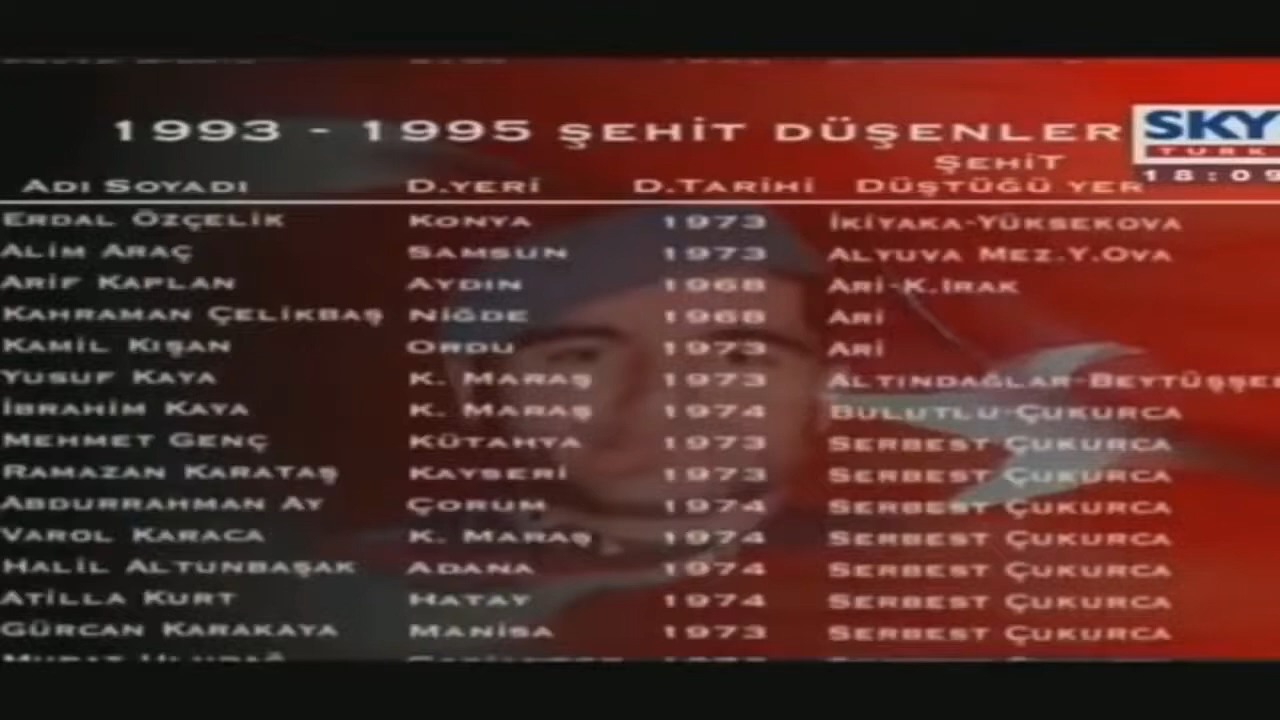 1993 - 1995 ŞEHİT DÜŞENLER
SKY
TURK
18:09
ADI SOYADI D.YERİ D.TARİHİ ŞEHİT DÜŞTÜĞÜ YER
ERDAL ÖZÇELİK KONYA 1973 İKİYAKA-YÜKSEKOVA
ALİM ARAÇ SAMSUN 1973 ALYUVA MEZ.Y.OVA
ARİF KAPLAN AYDIN 1968 ARİ-K.IRAK
KAHRAMAN ÇELİKBAŞ NİĞDE 1968 ARİ
KAMİL KIŞAN ORDU 1973 ARİ
YUSUF KAYA K. MARAŞ 1973 ALTINDAĞLAR-BEYTÜŞŞE
İBRAHİM KAYA K. MARAŞ 1974 BULUTLU-ÇUKURCA
MEHMET GENÇ KÜTAHYA 1973 SERBEST ÇUKURCA
RAMAZAN KARATAŞ KAYSERİ 1973 SERBEST ÇUKURCA
ABDURRAHMAN AY ÇORUM 1974 SERBEST ÇUKURCA
VAROL KARACA K. MARAŞ 1974 SERBEST ÇUKURCA
HALİL ALTUNBAŞAK ADANA 1974 SERBEST ÇUKURCA
ATİLLA KURT HATAY 1974 SERBEST ÇUKURCA
GÜRCAN KARAKAYA MANİSA 1973 SERBEST ÇUKURCA